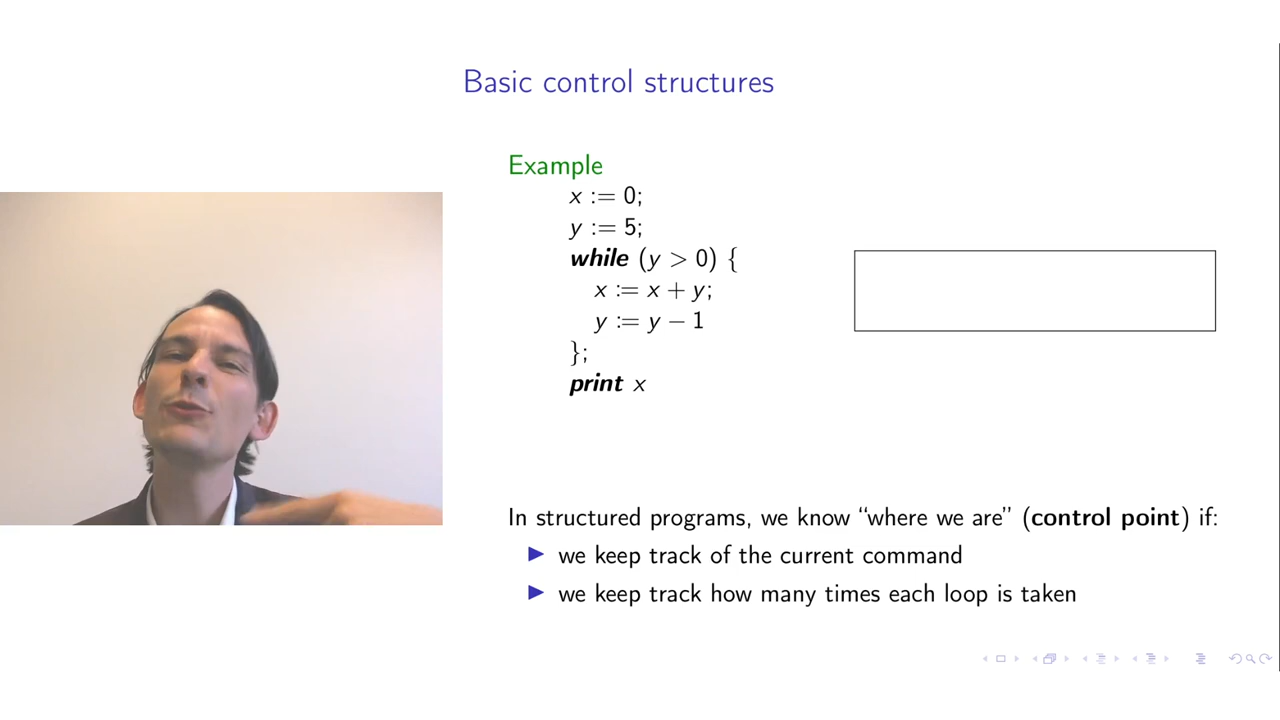 Basic control structures
Example
x := 0;
y := 5;
while (y > 0) {
x := x + y;
y := y − 1
};
print x
In structured programs, we know “where we are” (control point) if:
▶ we keep track of the current command
▶ we keep track how many times each loop is taken